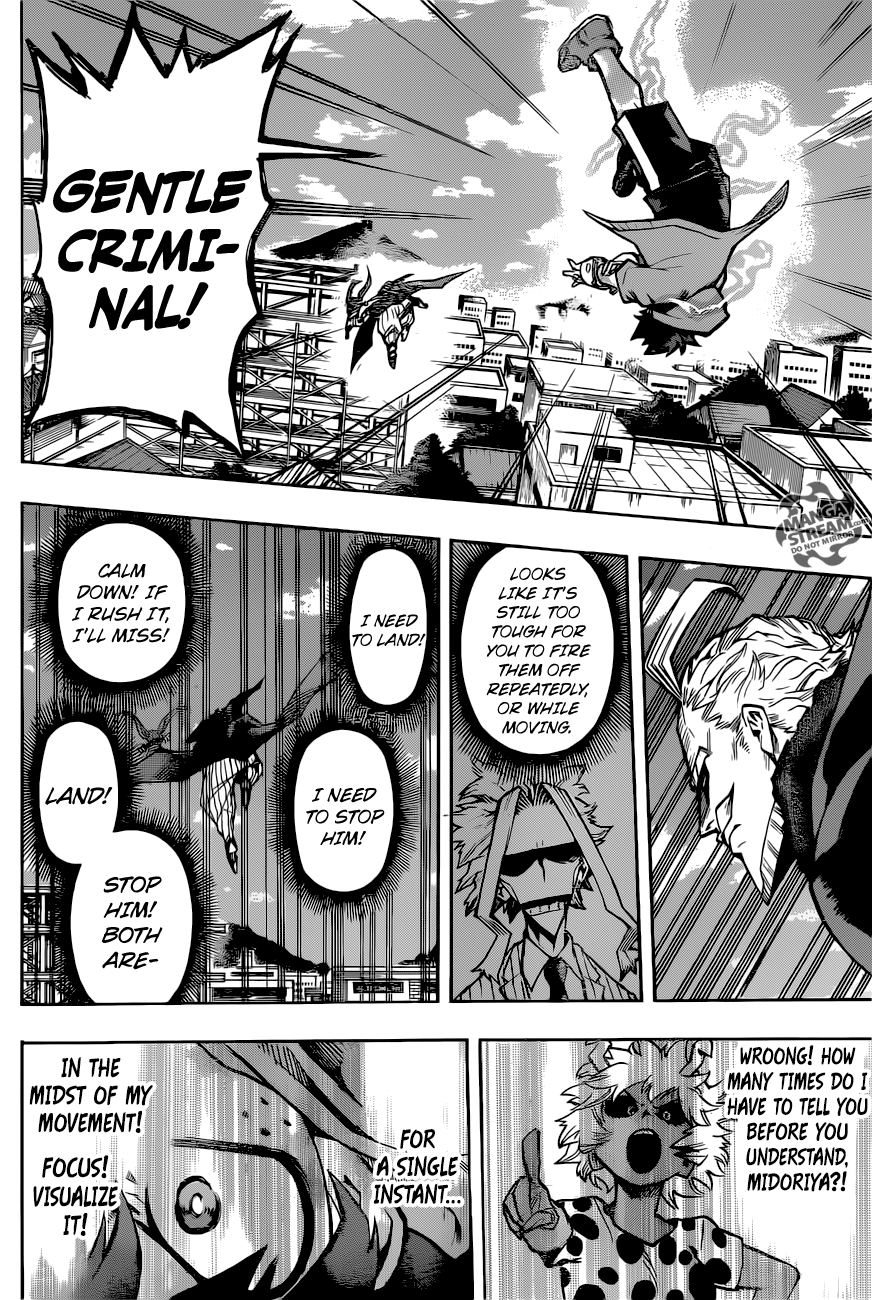 GENTLE
CRIMI-
NAL!
MANGA
STREAM.com
DO NOT MIRROR
LOOKS
LIKE IT'S
STILL TOO
TOUGH FOR
YOU TO FIRE
THEM OFF
REPEATEDLY,
OR WHILE
MOVING.
I NEED
TO LAND!
CALM
DOWN! IF
I RUSH IT,
I'LL MISS!
I NEED
TO STOP
HIM!
LAND!
STOP
HIM!
BOTH
ARE-
WROONG! HOW
MANY TIMES DO I
HAVE TO TELL YOU
BEFORE YOU
UNDERSTAND,
MIDORIYA?!
FOR
A SINGLE
INSTANT...
IN THE
MIDST OF MY
MOVEMENT!
FOCUS!
VISUALIZE
IT!